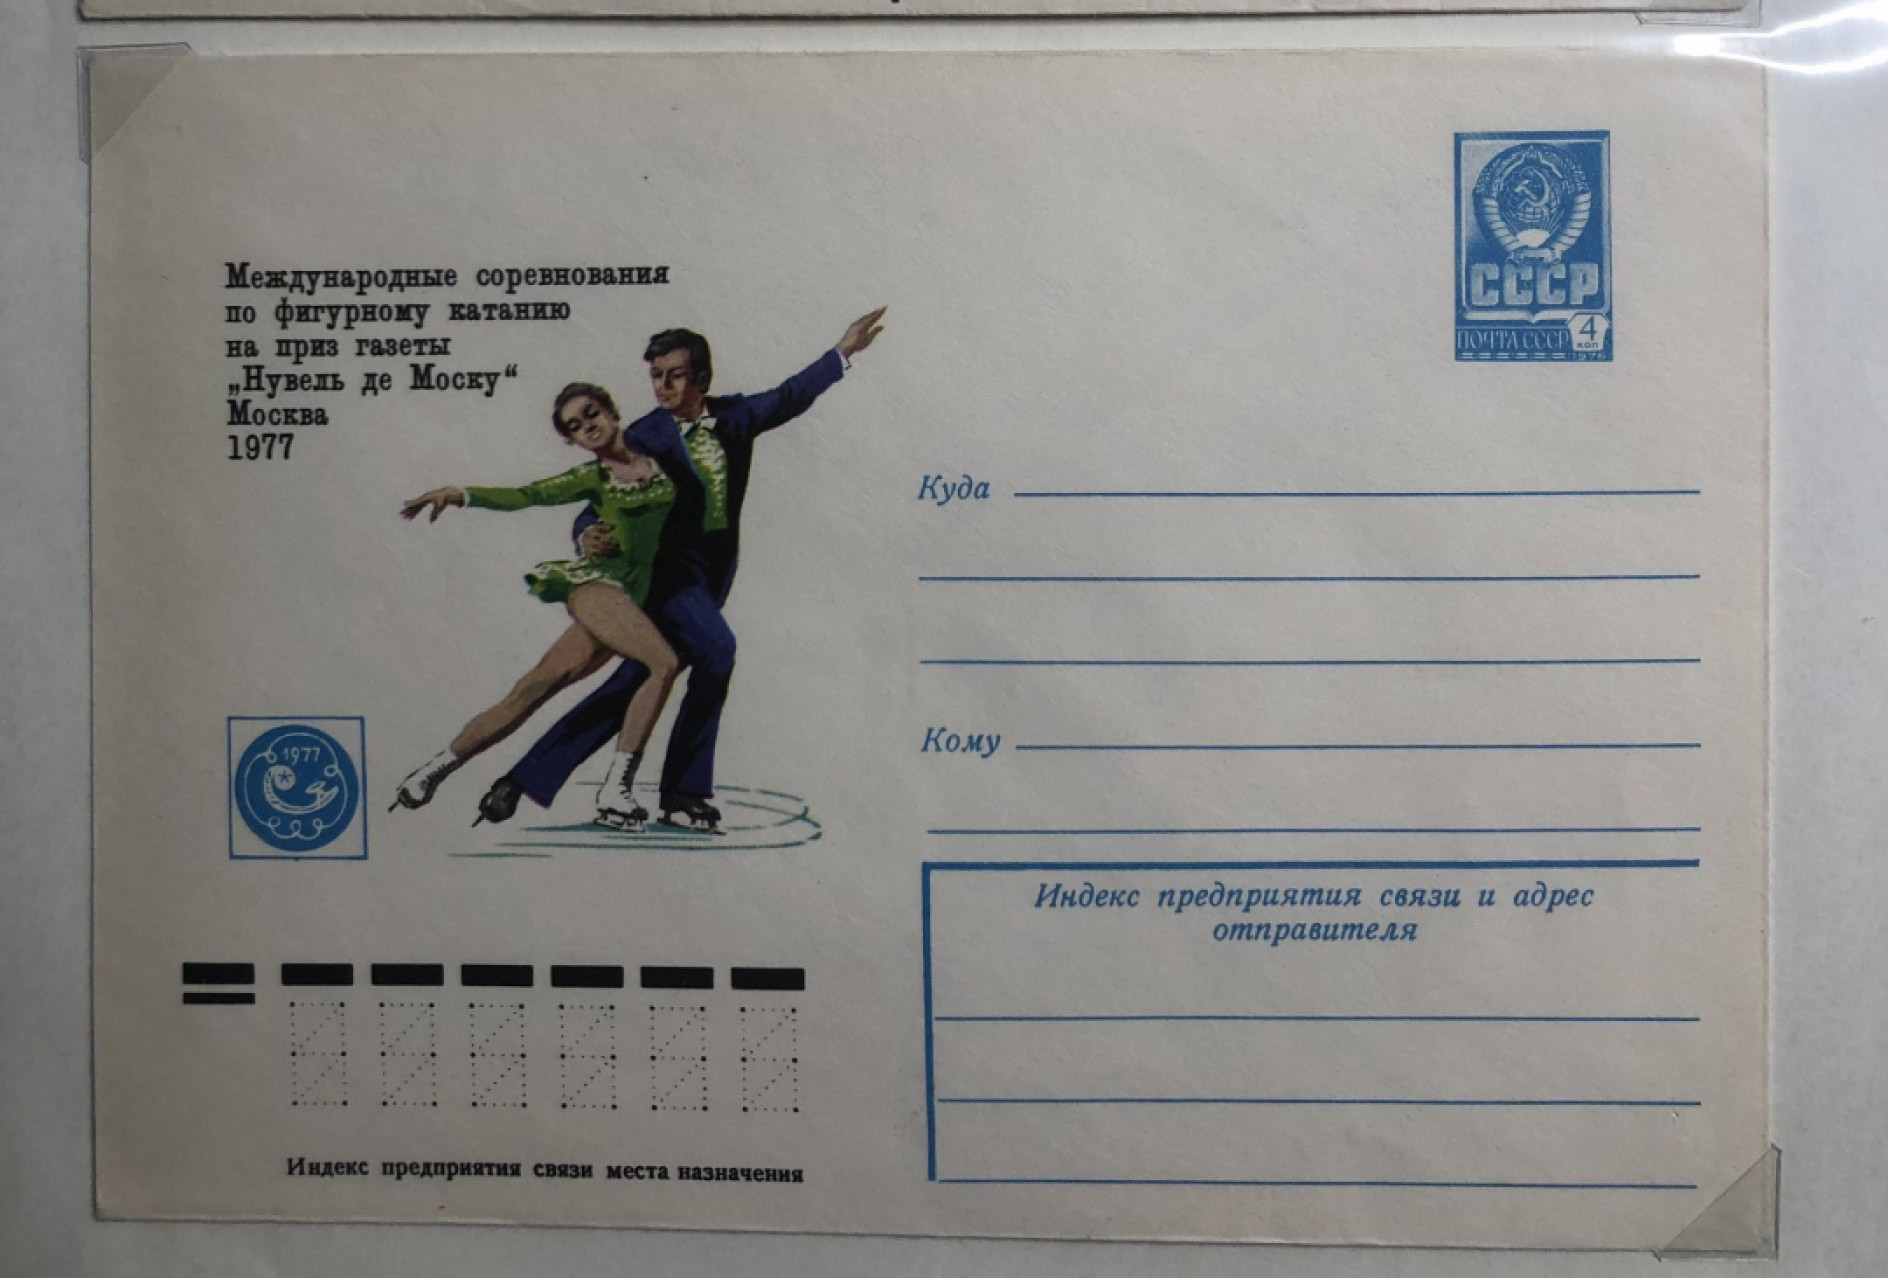 Международные соревнования
по фигурному катанию
на приз газеты
„Нувель де Моску“
Москва
1977
СССР
ПОЧТА СССР
4
коп
1976
Куда
Кому
1977
Индекс предприятия связи и адрес
отправителя
Индекс предприятия связи места назначения